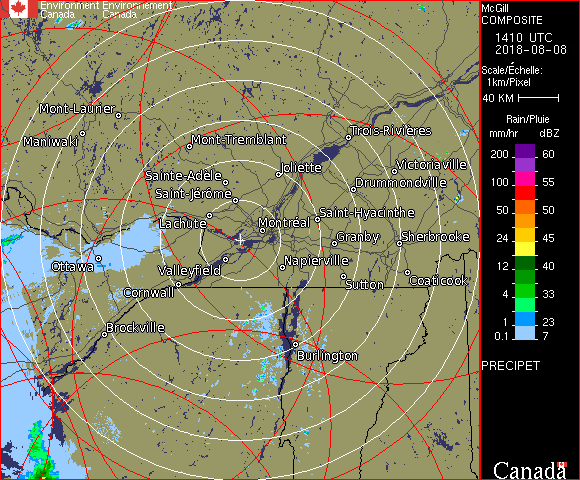 Environment Environnement
Canada Canada
McGill
COMPOSITE
1410 UTC
2018-08-08
Scale/Échelle:
1km/Pixel
40 KM
Rain/Pluie
mm/hr dBZ
200 60
155
100 55
50 50
24 45
12 40
4 33
1 23
0.1 7
PRECIPET
Canada
Mont-Laurier
Maniwaki
Mont-Tremblant
Trois-Rivières
Joliette
Victoriaville
Sainte-Adèle
Drummondville
Saint-Jérôme
Saint-Hyacinthe
Lachute
Montréal
Granby
Sherbrooke
Ottawa
Valleyfield
Napierville
Cornwall
Sutton
Coaticook
Brockville
Burlington